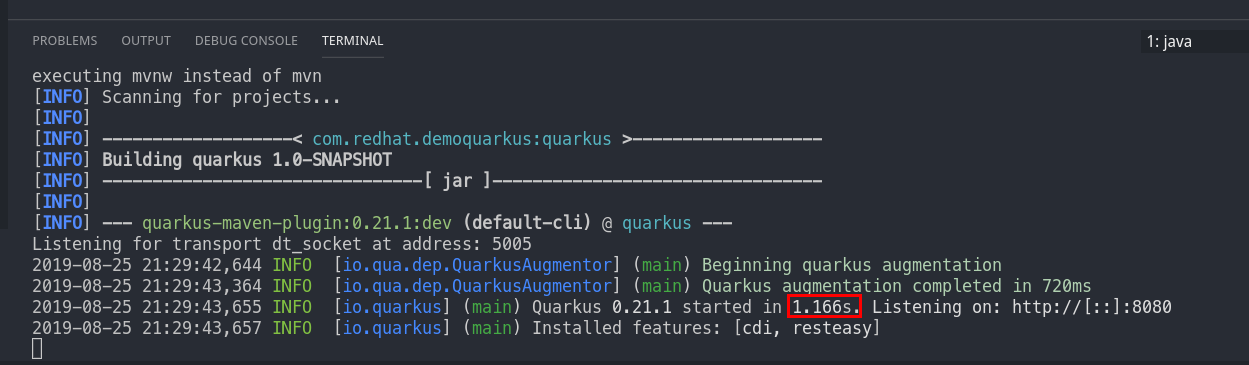 PROBLEMS OUTPUT DEBUG CONSOLE TERMINAL 1: java
executing mvnw instead of mvn
[INFO] Scanning for projects...
[INFO]
[INFO] -------------------< com.redhat.demoquarkus:quarkus >-------------------
[INFO] Building quarkus 1.0-SNAPSHOT
[INFO] --------------------------------[ jar ]---------------------------------
[INFO]
[INFO] --- quarkus-maven-plugin:0.21.1:dev (default-cli) @ quarkus ---
Listening for transport dt_socket at address: 5005
2019-08-25 21:29:42,644 INFO  [io.qua.dep.QuarkusAugmentor] (main) Beginning quarkus augmentation
2019-08-25 21:29:43,364 INFO  [io.qua.dep.QuarkusAugmentor] (main) Quarkus augmentation completed in 720ms
2019-08-25 21:29:43,655 INFO  [io.quarkus] (main) Quarkus 0.21.1 started in 1.166s. Listening on: http://[::]:8080
2019-08-25 21:29:43,657 INFO  [io.quarkus] (main) Installed features: [cdi, resteasy]